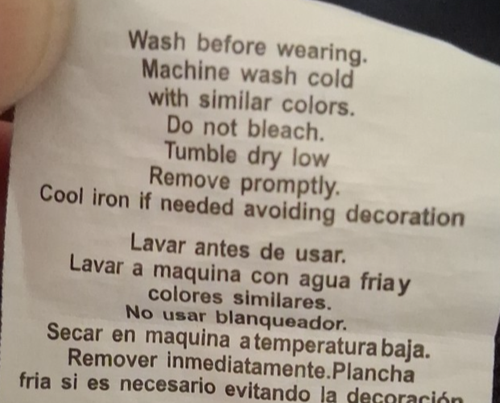 Wash before wearing.
Machine wash cold
with similar colors.
Do not bleach.
Tumble dry low
Remove promptly.
Cool iron if needed avoiding decoration
Lavar antes de usar.
Lavar a maquina con agua fria y
colores similares.
No usar blanqueador.
Secar en maquina a temperatura baja.
Remover inmediatamente.Plancha
fria si es necesario evitando la decoración